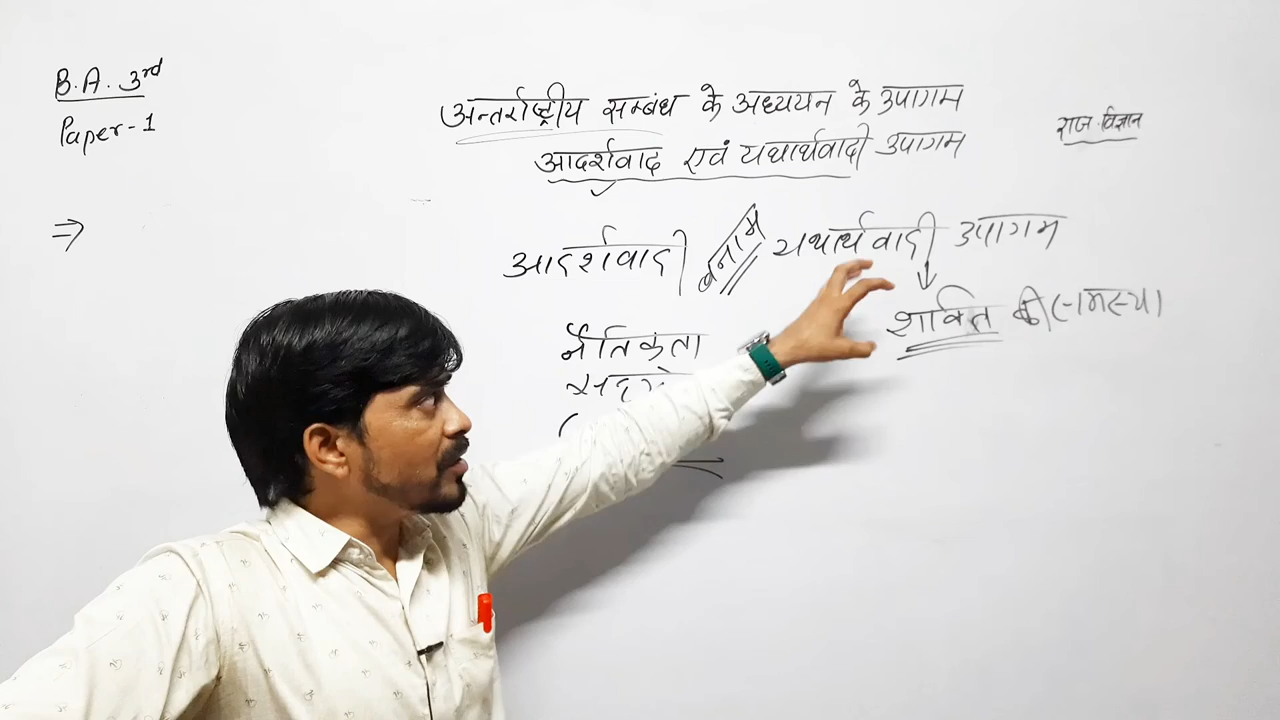 B.A. 3rd
Paper-1
अन्तर्राष्ट्रीय सम्बंध के अध्ययन के उपागम
आदर्शवाद एवं यथार्थवादी उपागम
राज. विज्ञान
⇒
आदर्शवादी बनाम यथार्थवादी उपागम
शक्ति की समस्या
नैतिकता